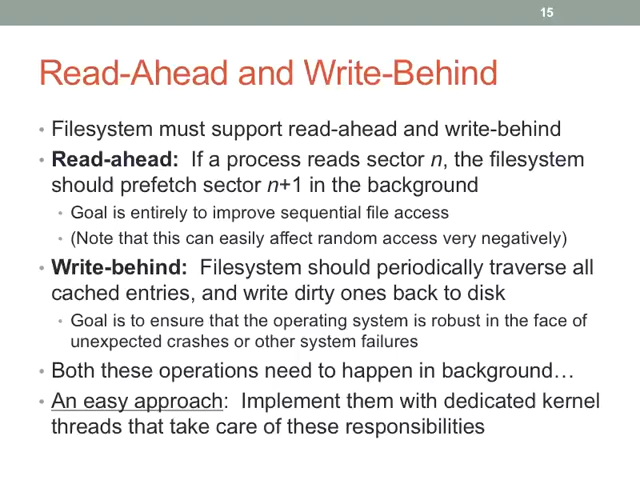 15
Read-Ahead and Write-Behind
• Filesystem must support read-ahead and write-behind
• Read-ahead: If a process reads sector n, the filesystem
should prefetch sector n+1 in the background
• Goal is entirely to improve sequential file access
• (Note that this can easily affect random access very negatively)
• Write-behind: Filesystem should periodically traverse all
cached entries, and write dirty ones back to disk
• Goal is to ensure that the operating system is robust in the face of
unexpected crashes or other system failures
• Both these operations need to happen in background…
• An easy approach: Implement them with dedicated kernel
threads that take care of these responsibilities